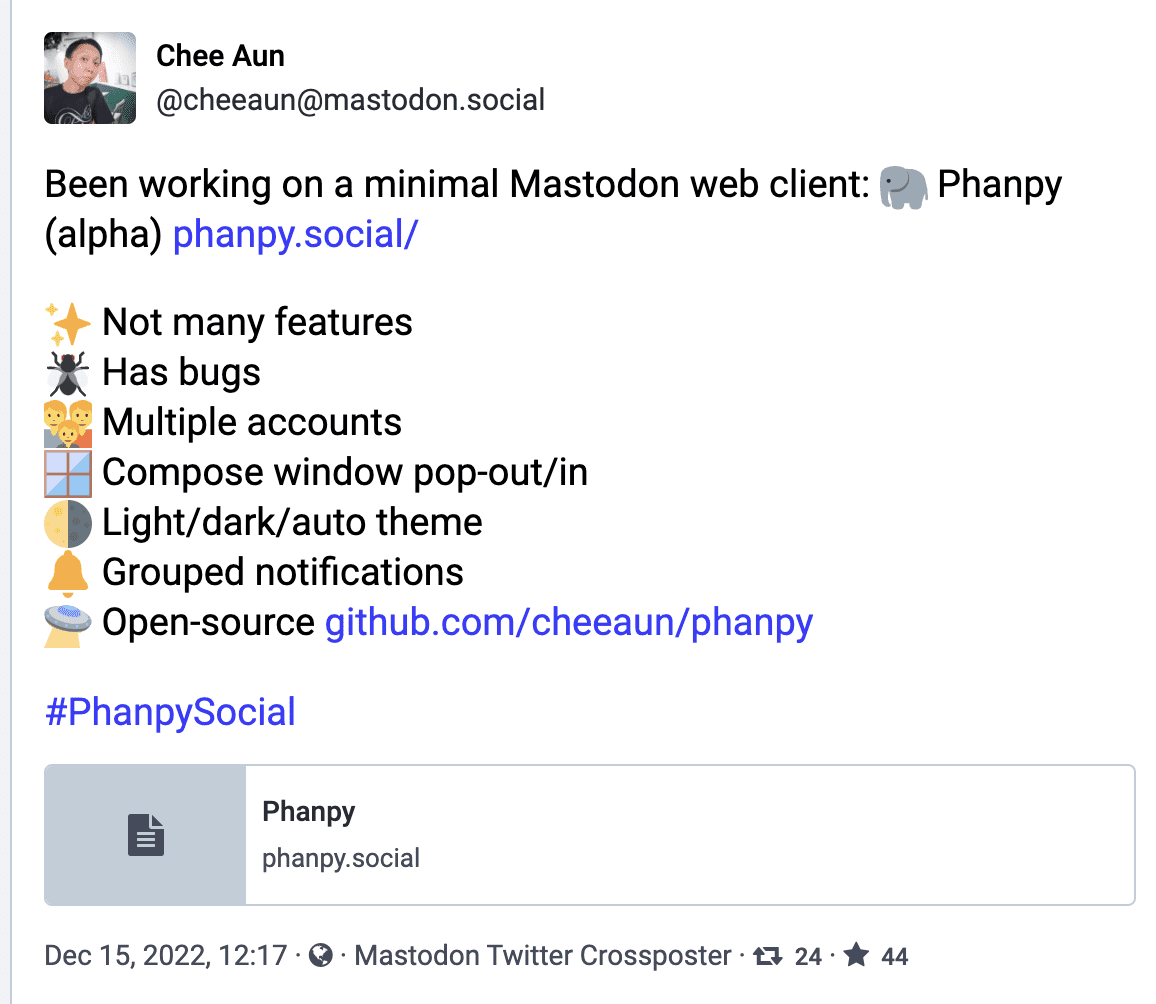 Chee Aun
@cheeaun@mastodon.social
Been working on a minimal Mastodon web client: 🐘 Phanpy
(alpha) phanpy.social/
✨ Not many features
🪰 Has bugs
👨‍👩‍👦 Multiple accounts
🪟 Compose window pop-out/in
🌗 Light/dark/auto theme
🔔 Grouped notifications
🛸 Open-source github.com/cheeaun/phanpy
#PhanpySocial
Phanpy
phanpy.social
Dec 15, 2022, 12:17 · 🌎 · Mastodon Twitter Crossposter · 24 · ★ 44